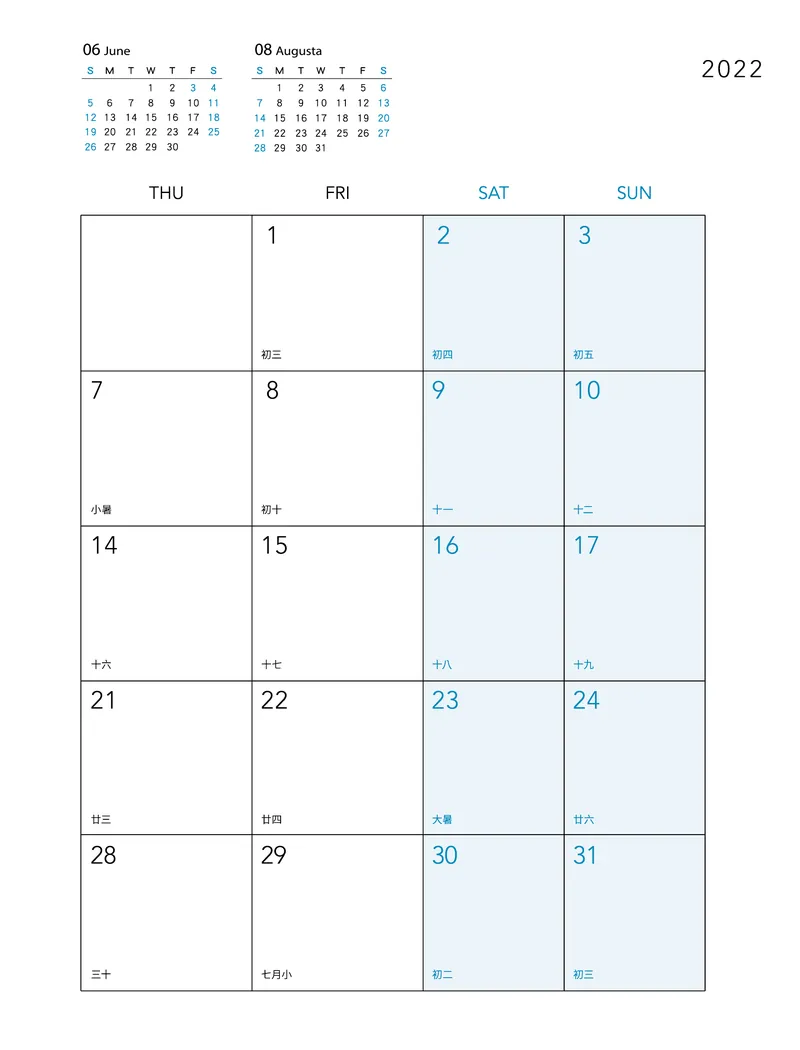 06 June
S M T W T F S
1 2 3 4
5 6 7 8 9 10 11
12 13 14 15 16 17 18
19 20 21 22 23 24 25
26 27 28 29 30
08 Augusta
S M T W T F S
1 2 3 4 5 6
7 8 9 10 11 12 13
14 15 16 17 18 19 20
21 22 23 24 25 26 27
28 29 30 31
2022
THU FRI SAT SUN
1 2 3
初三 初四 初五
7 8 9 10
小暑 初十 十一 十二
14 15 16 17
十六 十七 十八 十九
21 22 23 24
廿三 廿四 大暑 廿六
28 29 30 31
三十 七月小 初二 初三